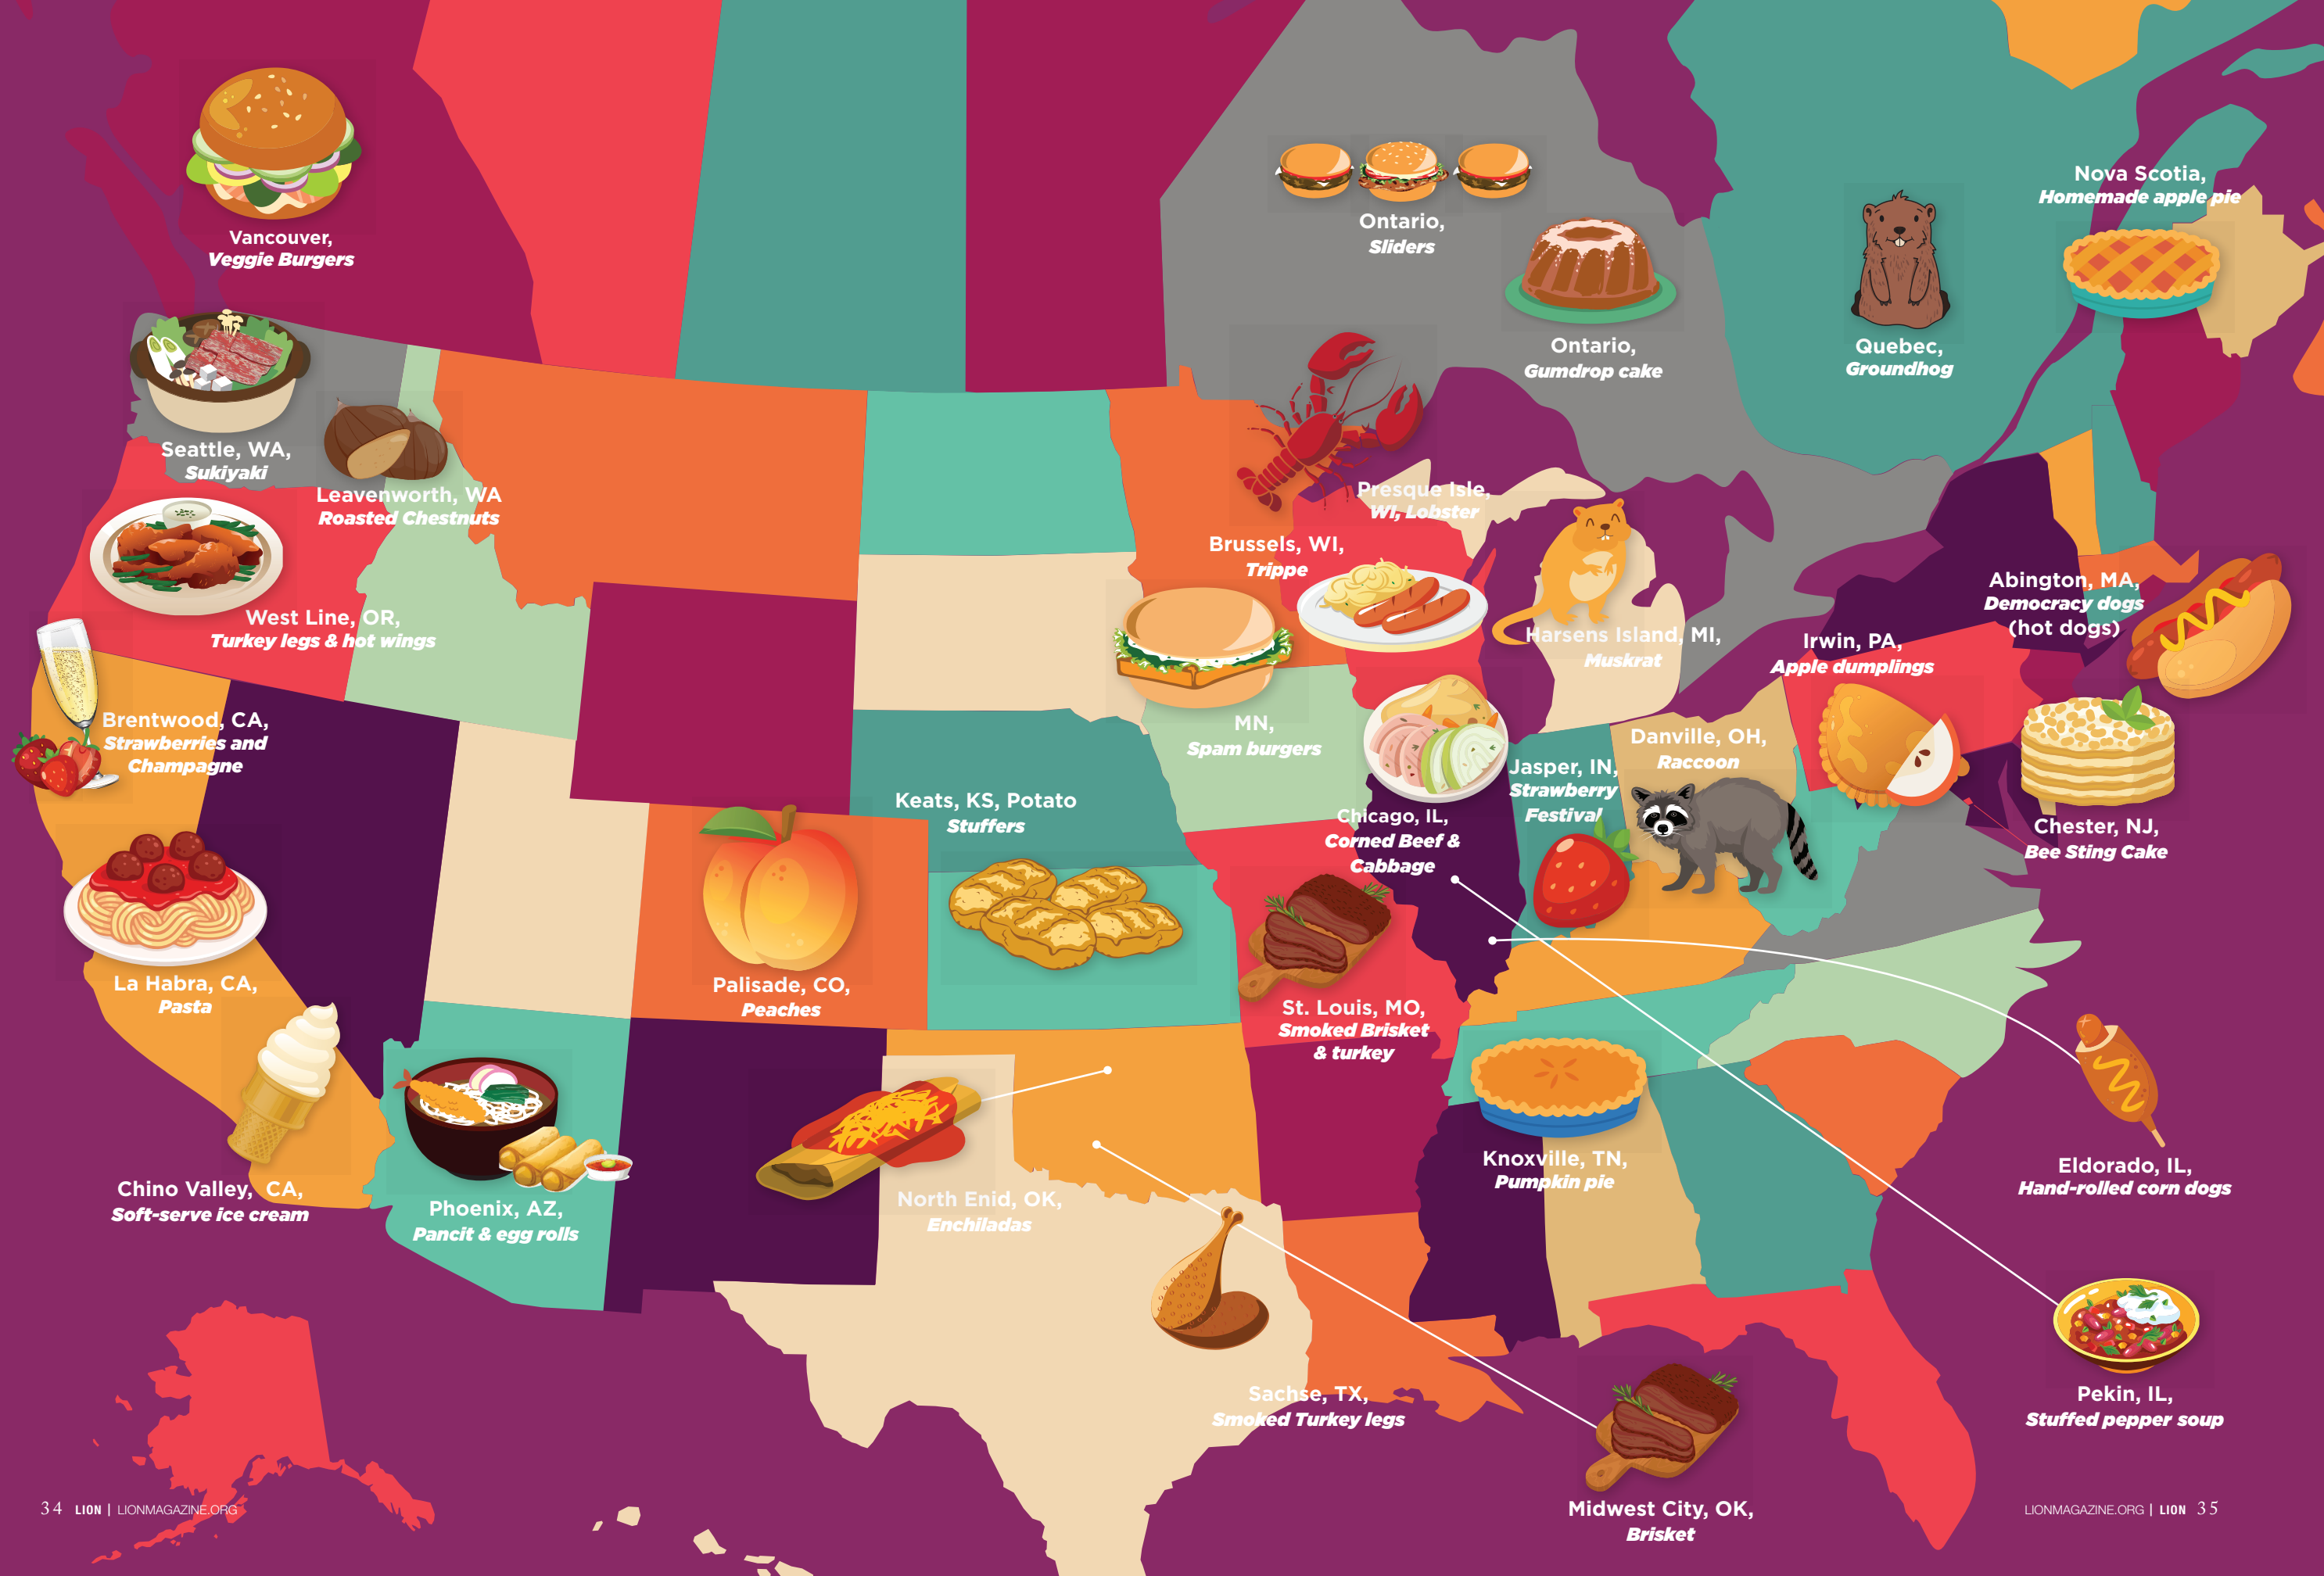 Vancouver,
Veggie Burgers
Ontario,
Sliders
Ontario,
Gumdrop cake
Quebec,
Groundhog
Nova Scotia,
Homemade apple pie
Seattle, WA,
Sukiyaki
Leavenworth, WA
Roasted Chestnuts
West Line, OR,
Turkey legs & hot wings
Presque Isle,
WI, Lobster
Brussels, WI,
Trippe
Harsens Island, MI,
Muskrat
Irwin, PA,
Apple dumplings
Abington, MA,
Democracy dogs
(hot dogs)
Brentwood, CA,
Strawberries and
Champagne
MN,
Spam burgers
Danville, OH,
Raccoon
Jasper, IN,
Strawberry
Festival
Keats, KS, Potato
Stuffers
Chicago, IL,
Corned Beef &
Cabbage
Chester, NJ,
Bee Sting Cake
La Habra, CA,
Pasta
Palisade, CO,
Peaches
St. Louis, MO,
Smoked Brisket
& turkey
Chino Valley,  CA,
Soft-serve ice cream
Phoenix, AZ,
Pancit & egg rolls
North Enid, OK,
Enchiladas
Knoxville, TN,
Pumpkin pie
Eldorado, IL,
Hand-rolled corn dogs
Sachse, TX,
Smoked Turkey legs
Pekin, IL,
Stuffed pepper soup
Midwest City, OK,
Brisket
34 LION | LIONMAGAZINE.ORG
LIONMAGAZINE.ORG | LION 35